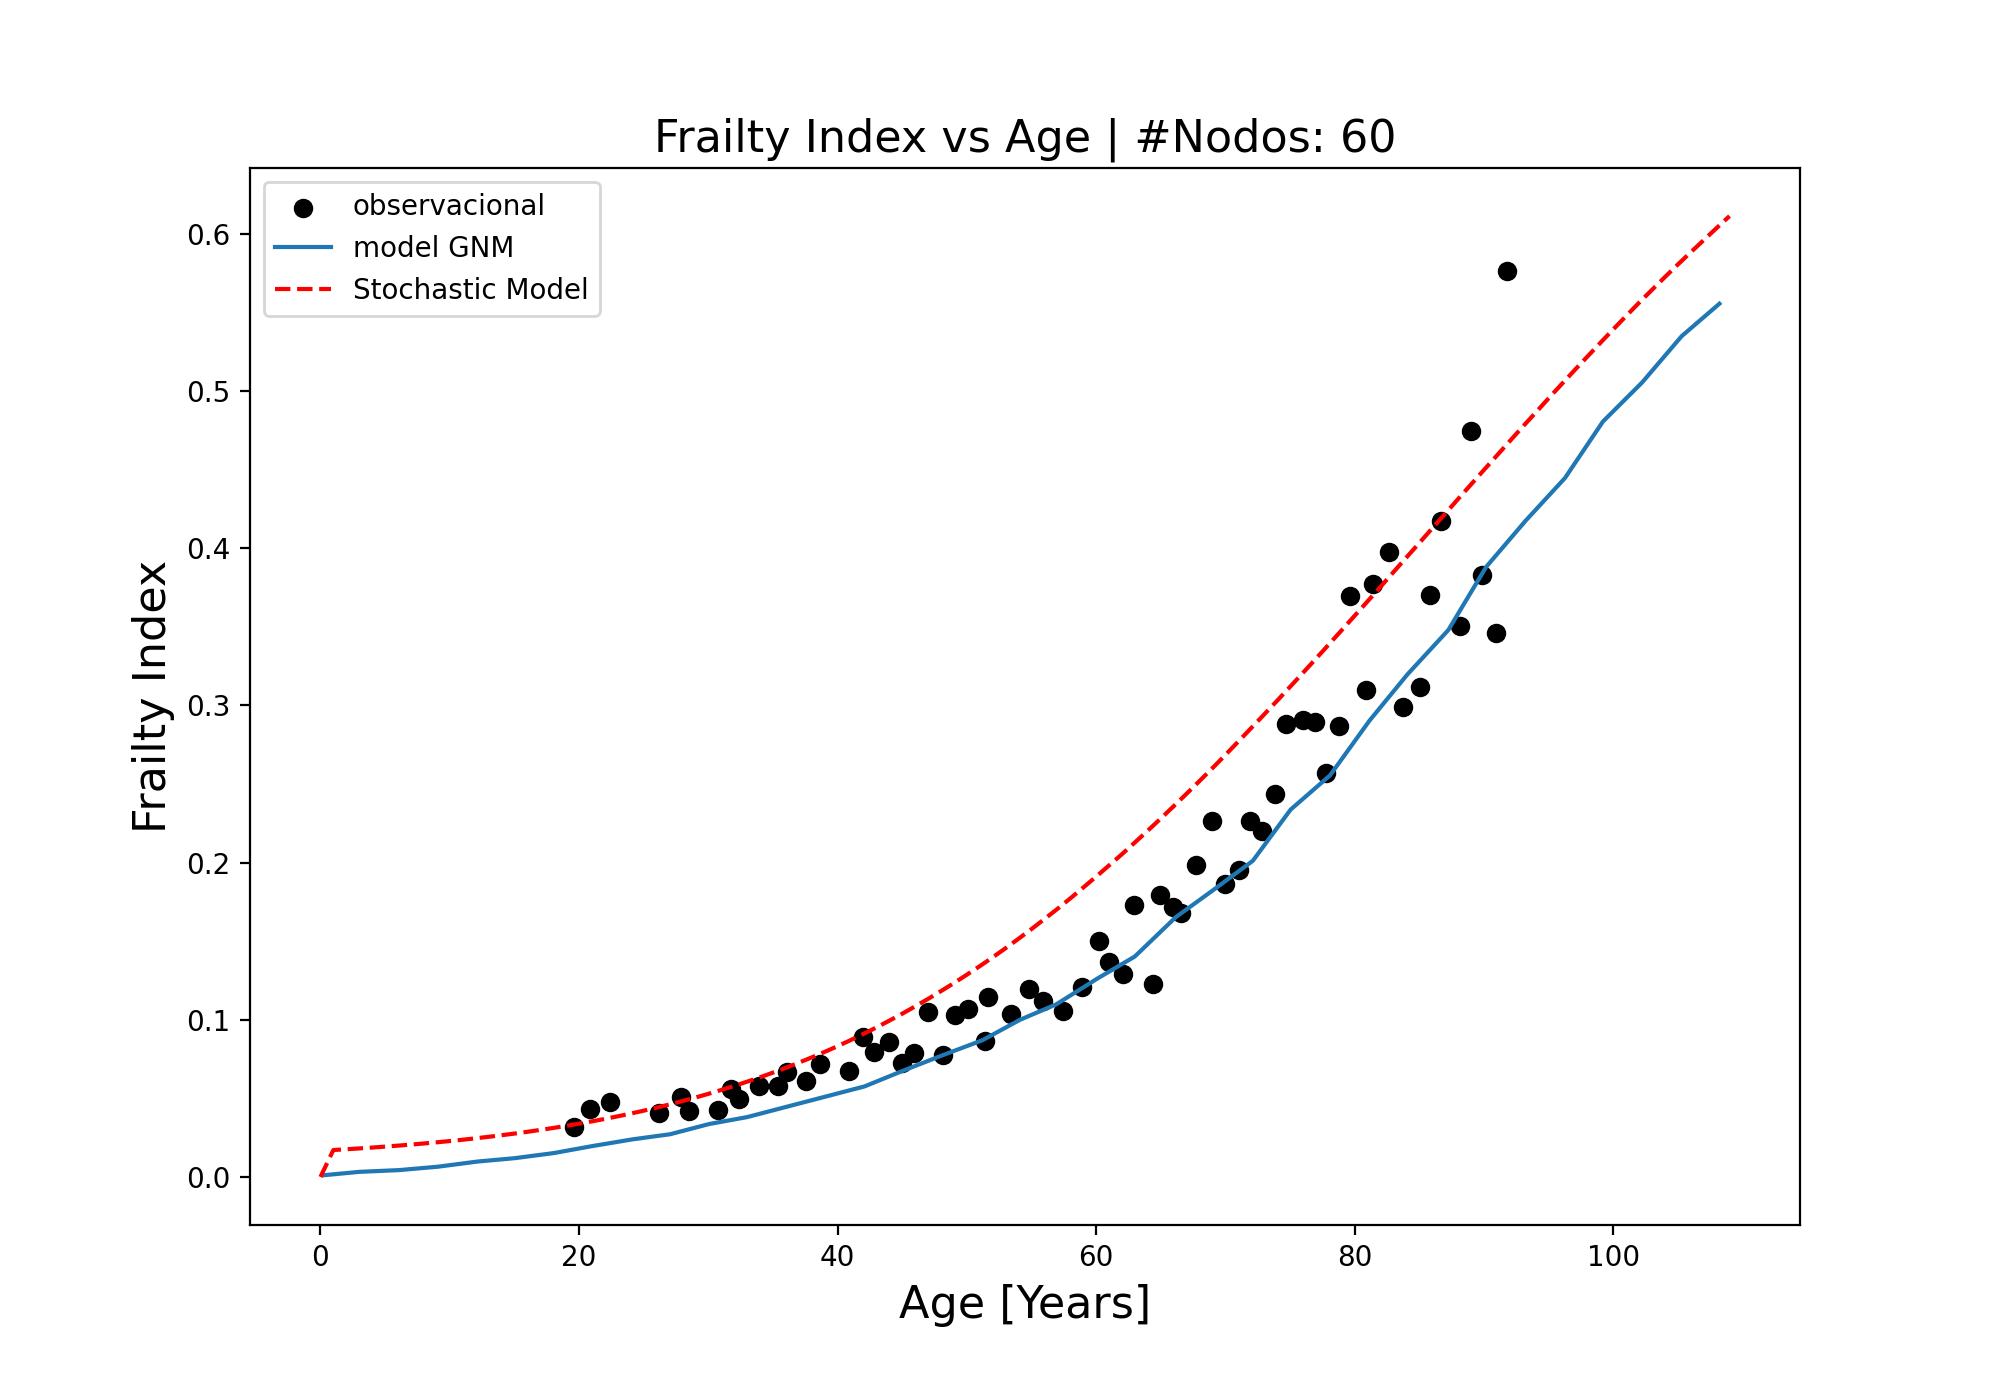 Frailty Index vs Age | #Nodos: 60
observacional
model GNM
Stochastic Model
Frailty Index
0.6
0.5
0.4
0.3
0.2
0.1
0.0
0 20 40 60 80 100
Age [Years]